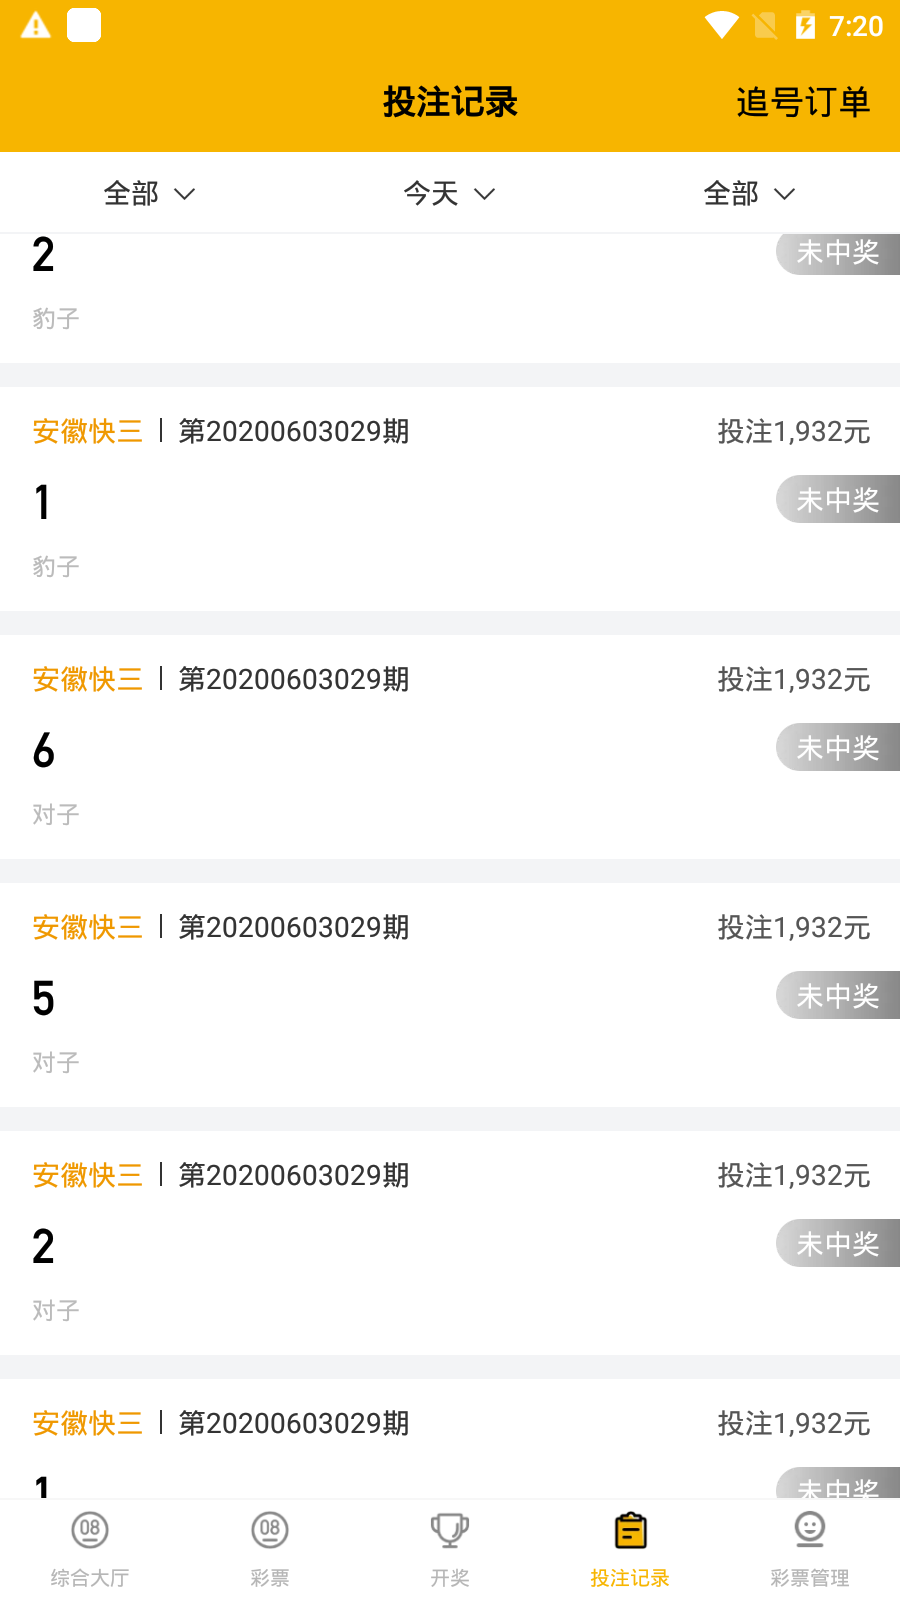 7:20
投注记录
追号订单
全部
今天
全部
2
未中奖
豹子
安徽快三 | 第20200603029期
投注1,932元
1
未中奖
豹子
安徽快三 | 第20200603029期
投注1,932元
6
未中奖
对子
安徽快三 | 第20200603029期
投注1,932元
5
未中奖
对子
安徽快三 | 第20200603029期
投注1,932元
2
未中奖
对子
安徽快三 | 第20200603029期
投注1,932元
1
未中奖
08
08
综合大厅
彩票
开奖
投注记录
彩票管理